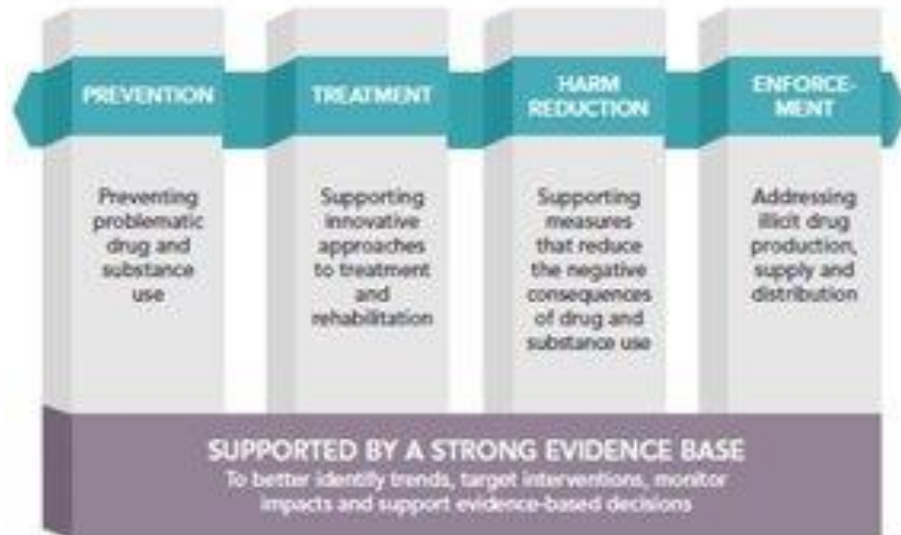 PREVENTION
Preventing
problematic
drug and
substance
use
TREATMENT
Supporting
innovative
approaches
to treatment
and
rehabilitation
HARM
REDUCTION
Supporting
measures
that reduce
the negative
consequences
of drug and
substance use
ENFORCE-
MENT
Addressing
illicit drug
production,
supply and
distribution
SUPPORTED BY A STRONG EVIDENCE BASE
To better identify trends, target interventions, monitor
impacts and support evidence-based decisions